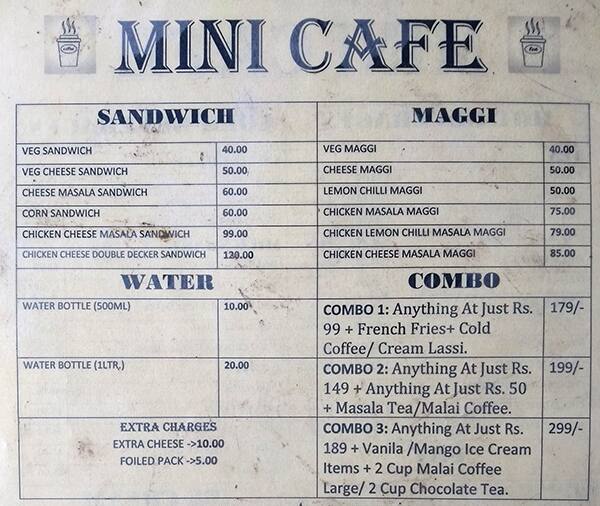 MINI CAFE
SANDWICH
VEG SANDWICH 40.00
VEG CHEESE SANDWICH 50.00
CHEESE MASALA SANDWICH 60.00
CORN SANDWICH 60.00
CHICKEN CHEESE MASALA SANDWICH 99.00
CHICKEN CHEESE DOUBLE DECKER SANDWICH 120.00
MAGGI
VEG MAGGI 40.00
CHEESE MAGGI 50.00
LEMON CHILLI MAGGI 50.00
CHICKEN MASALA MAGGI 75.00
CHICKEN LEMON CHILLI MASALA MAGGI 79.00
CHICKEN CHEESE MASALA MAGGI 85.00
WATER
WATER BOTTLE (500ML) 10.00
WATER BOTTLE (1LTR,) 20.00
EXTRA CHARGES
EXTRA CHEESE ->10.00
FOILED PACK ->5.00
COMBO
COMBO 1: Anything At Just Rs. 179/-
99 + French Fries+ Cold
Coffee/ Cream Lassi.
COMBO 2: Anything At Just Rs. 199/-
149 + Anything At Just Rs. 50
+ Masala Tea/Malai Coffee.
COMBO 3: Anything At Just Rs. 299/-
189 + Vanila /Mango Ice Cream
Items + 2 Cup Malai Coffee
Large/ 2 Cup Chocolate Tea.